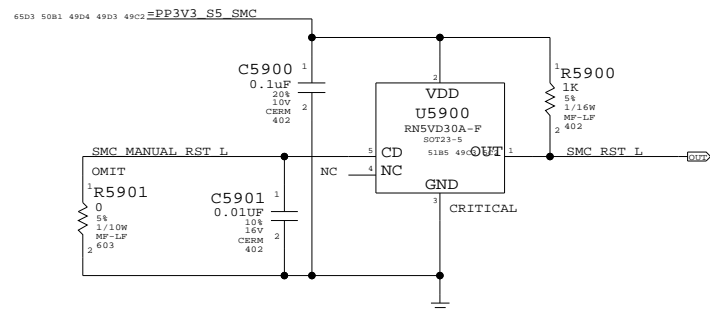 65D3 50B1 49D4 49D3 49C2 =PP3V3_S5_SMC
C5900
0.1uF
20%
10V
CERM
402
1
2
2
VDD
U5900
RN5VD30A-F
SOT23-5
5 CD
NC 4 NC
OUT 1
GND
3
CRITICAL
1
R5900
1K
5%
1/16W
MF-LF
402
2
SMC_RST_L
OUT
SMC_MANUAL_RST_L
OMIT
1
R5901
0
5%
1/10W
MF-LF
603
2
C5901
0.01UF
10%
16V
CERM
402
1
2
51B5 49C3